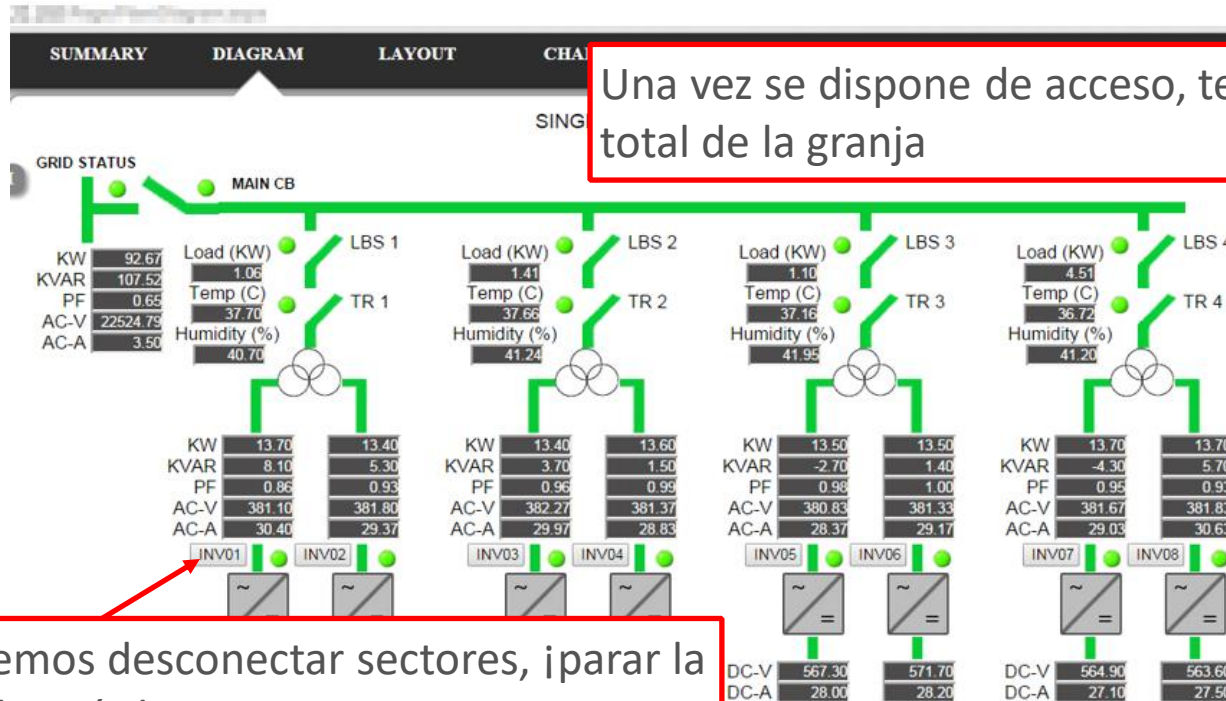 SUMMARY DIAGRAM LAYOUT
Una vez se dispone de acceso,
total de la granja
GRID STATUS
MAIN CB
KW 92.67
KVAR 107.52
PF 0.65
AC-V 22524.79
AC-A 3.50
LBS 1 LBS 2 LBS 3 LBS
Load (KW) Load (KW) Load (KW) Load (KW)
1.06 1.41 1.10 4.51
Temp (C) Temp (C) Temp (C) Temp (C)
TR 1 TR 2 TR 3 TR 4
37.70 37.66 37.16 36.72
Humidity (%) Humidity (%) Humidity (%) Humidity (%)
40.70 41.24 41.95 41.20
KW 13.70 13.40 KW 13.40 13.60 KW 13.50 13.50 KW 13.70
KVAR 8.10 5.30 KVAR 3.70 1.50 KVAR -2.70 1.40 KVAR -4.30
PF 0.86 0.93 PF 0.96 0.99 PF 0.98 1.00 PF 0.95
AC-V 381.10 381.80 AC-V 382.27 381.37 AC-V 380.83 381.33 AC-V 381.67
AC-A 30.40 29.37 AC-A 29.97 28.83 AC-A 28.37 29.17 AC-A 29.03
INV01 INV02 INV03 INV04 INV05 INV06 INV07 INV08
desconectar sectores, ¡parar la
DC-V 567.30 571.70 DC-V 564.90 563.60
DC-A 28.00 28.20 DC-A 27.10 27.50